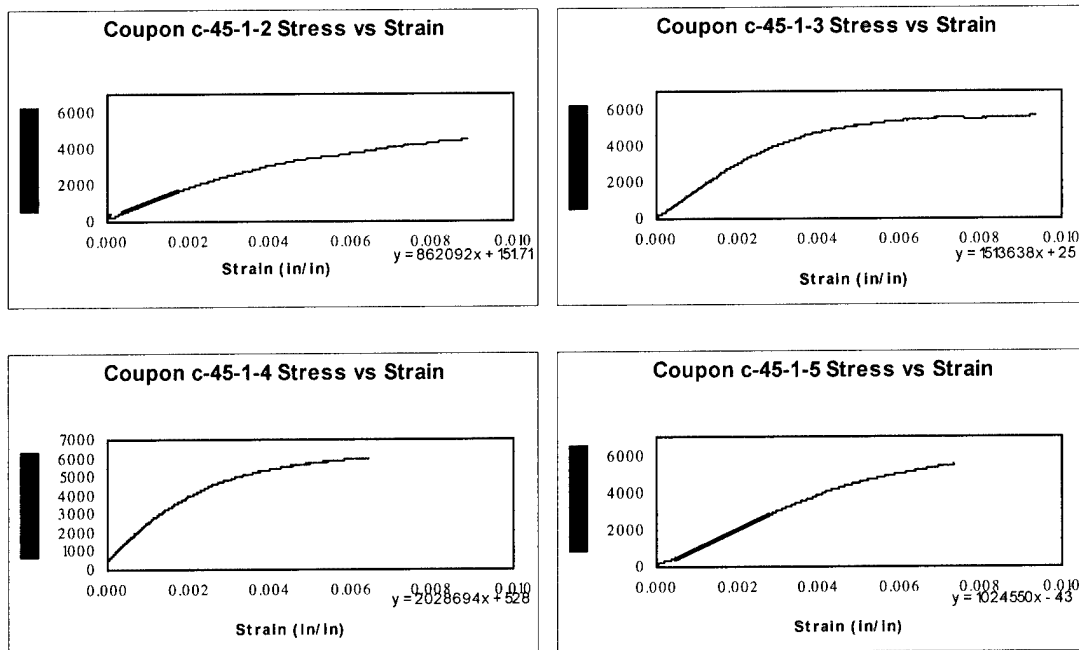 Coupon c-45-1-2 Stress vs Strain
6000
4000
2000
0
0.000 0.002 0.004 0.006 0.008 0.010
y = 862092x + 151.71
Strain (in/in)
Coupon c-45-1-3 Stress vs Strain
6000
4000
2000
0
0.000 0.002 0.004 0.006 0.008 0.010
y = 1513638x + 25
Strain (in/in)
Coupon c-45-1-4 Stress vs Strain
7000
6000
5000
4000
3000
2000
1000
0
0.000 0.002 0.004 0.006 0.008 0.010
y = 2028694x + 528
Strain (in/in)
Coupon c-45-1-5 Stress vs Strain
6000
4000
2000
0
0.000 0.002 0.004 0.006 0.008 0.010
y = 1024550x - 43
Strain (in/in)